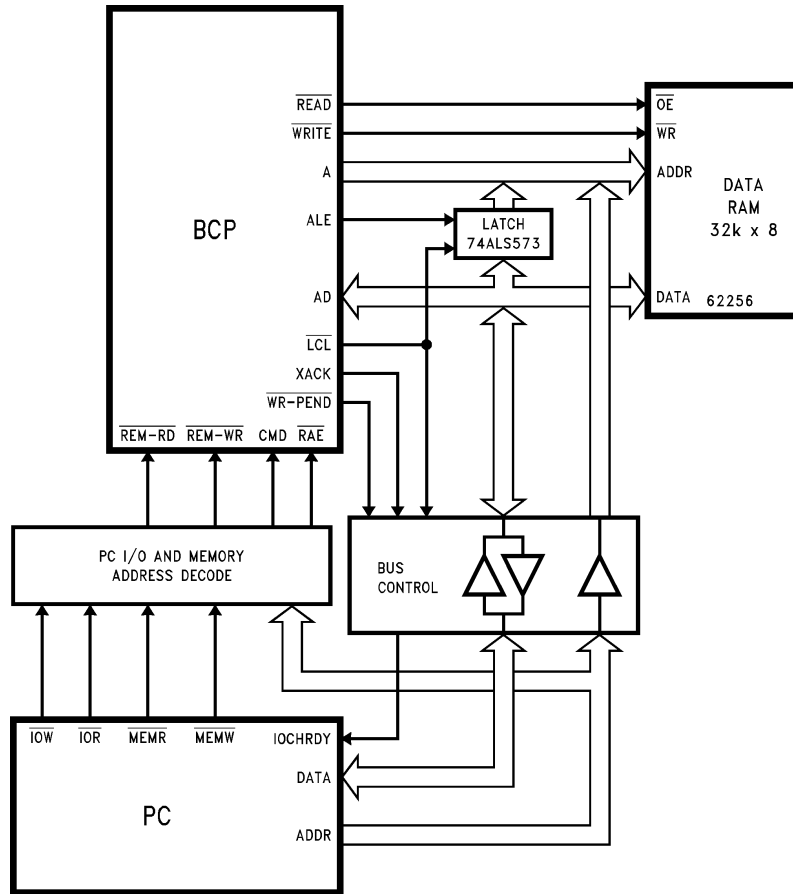 BCP
READ
WRITE
A
ALE
AD
LCL
XACK
WR-PEND
REM-RD REM-WR CMD RAE
OE
WR
ADDR
DATA
RAM
32k x 8
DATA 62256
LATCH
74ALS573
PC I/O AND MEMORY
ADDRESS DECODE
BUS
CONTROL
IOW IOR MEMR MEMW IOCHRDY
DATA
PC
ADDR